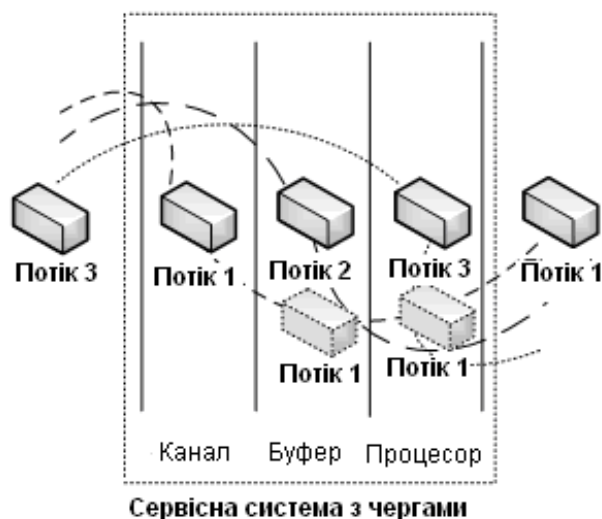 Потік 3
Потік 1
Потік 2
Потік 3
Потік 1
Потік 1
Потік 1
Канал
Буфер
Процесор
Сервісна система з чергами